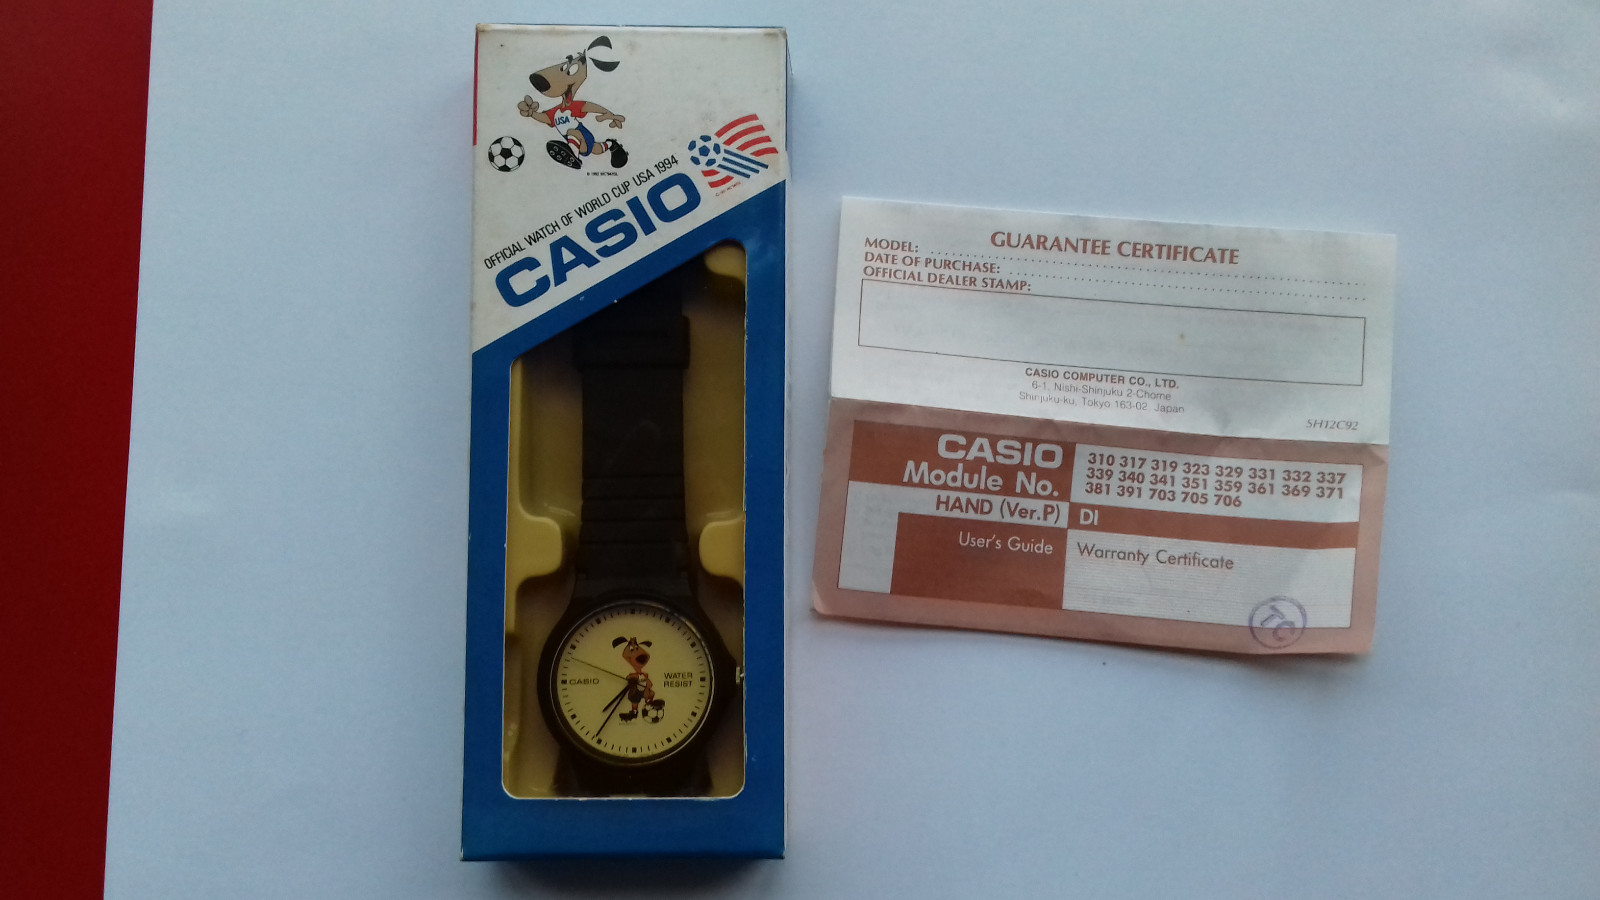 USA
OFFICIAL WATCH OF WORLD CUP USA 1994
CASIO
CASIO
WATER
RESIST
GUARANTEE CERTIFICATE
MODEL:
DATE OF PURCHASE:
OFFICIAL DEALER STAMP:
CASIO COMPUTER CO., LTD.
6-1, Nishi-Shinjuku 2-Chome
Shinjuku-ku, Tokyo 163-02, Japan
SH12C92
CASIO
Module No.
310 317 319 323 329 331 332 337
339 340 341 351 359 361 369 371
381 391 703 705 706
HAND (Ver.P)
DI
User's Guide
Warranty Certificate